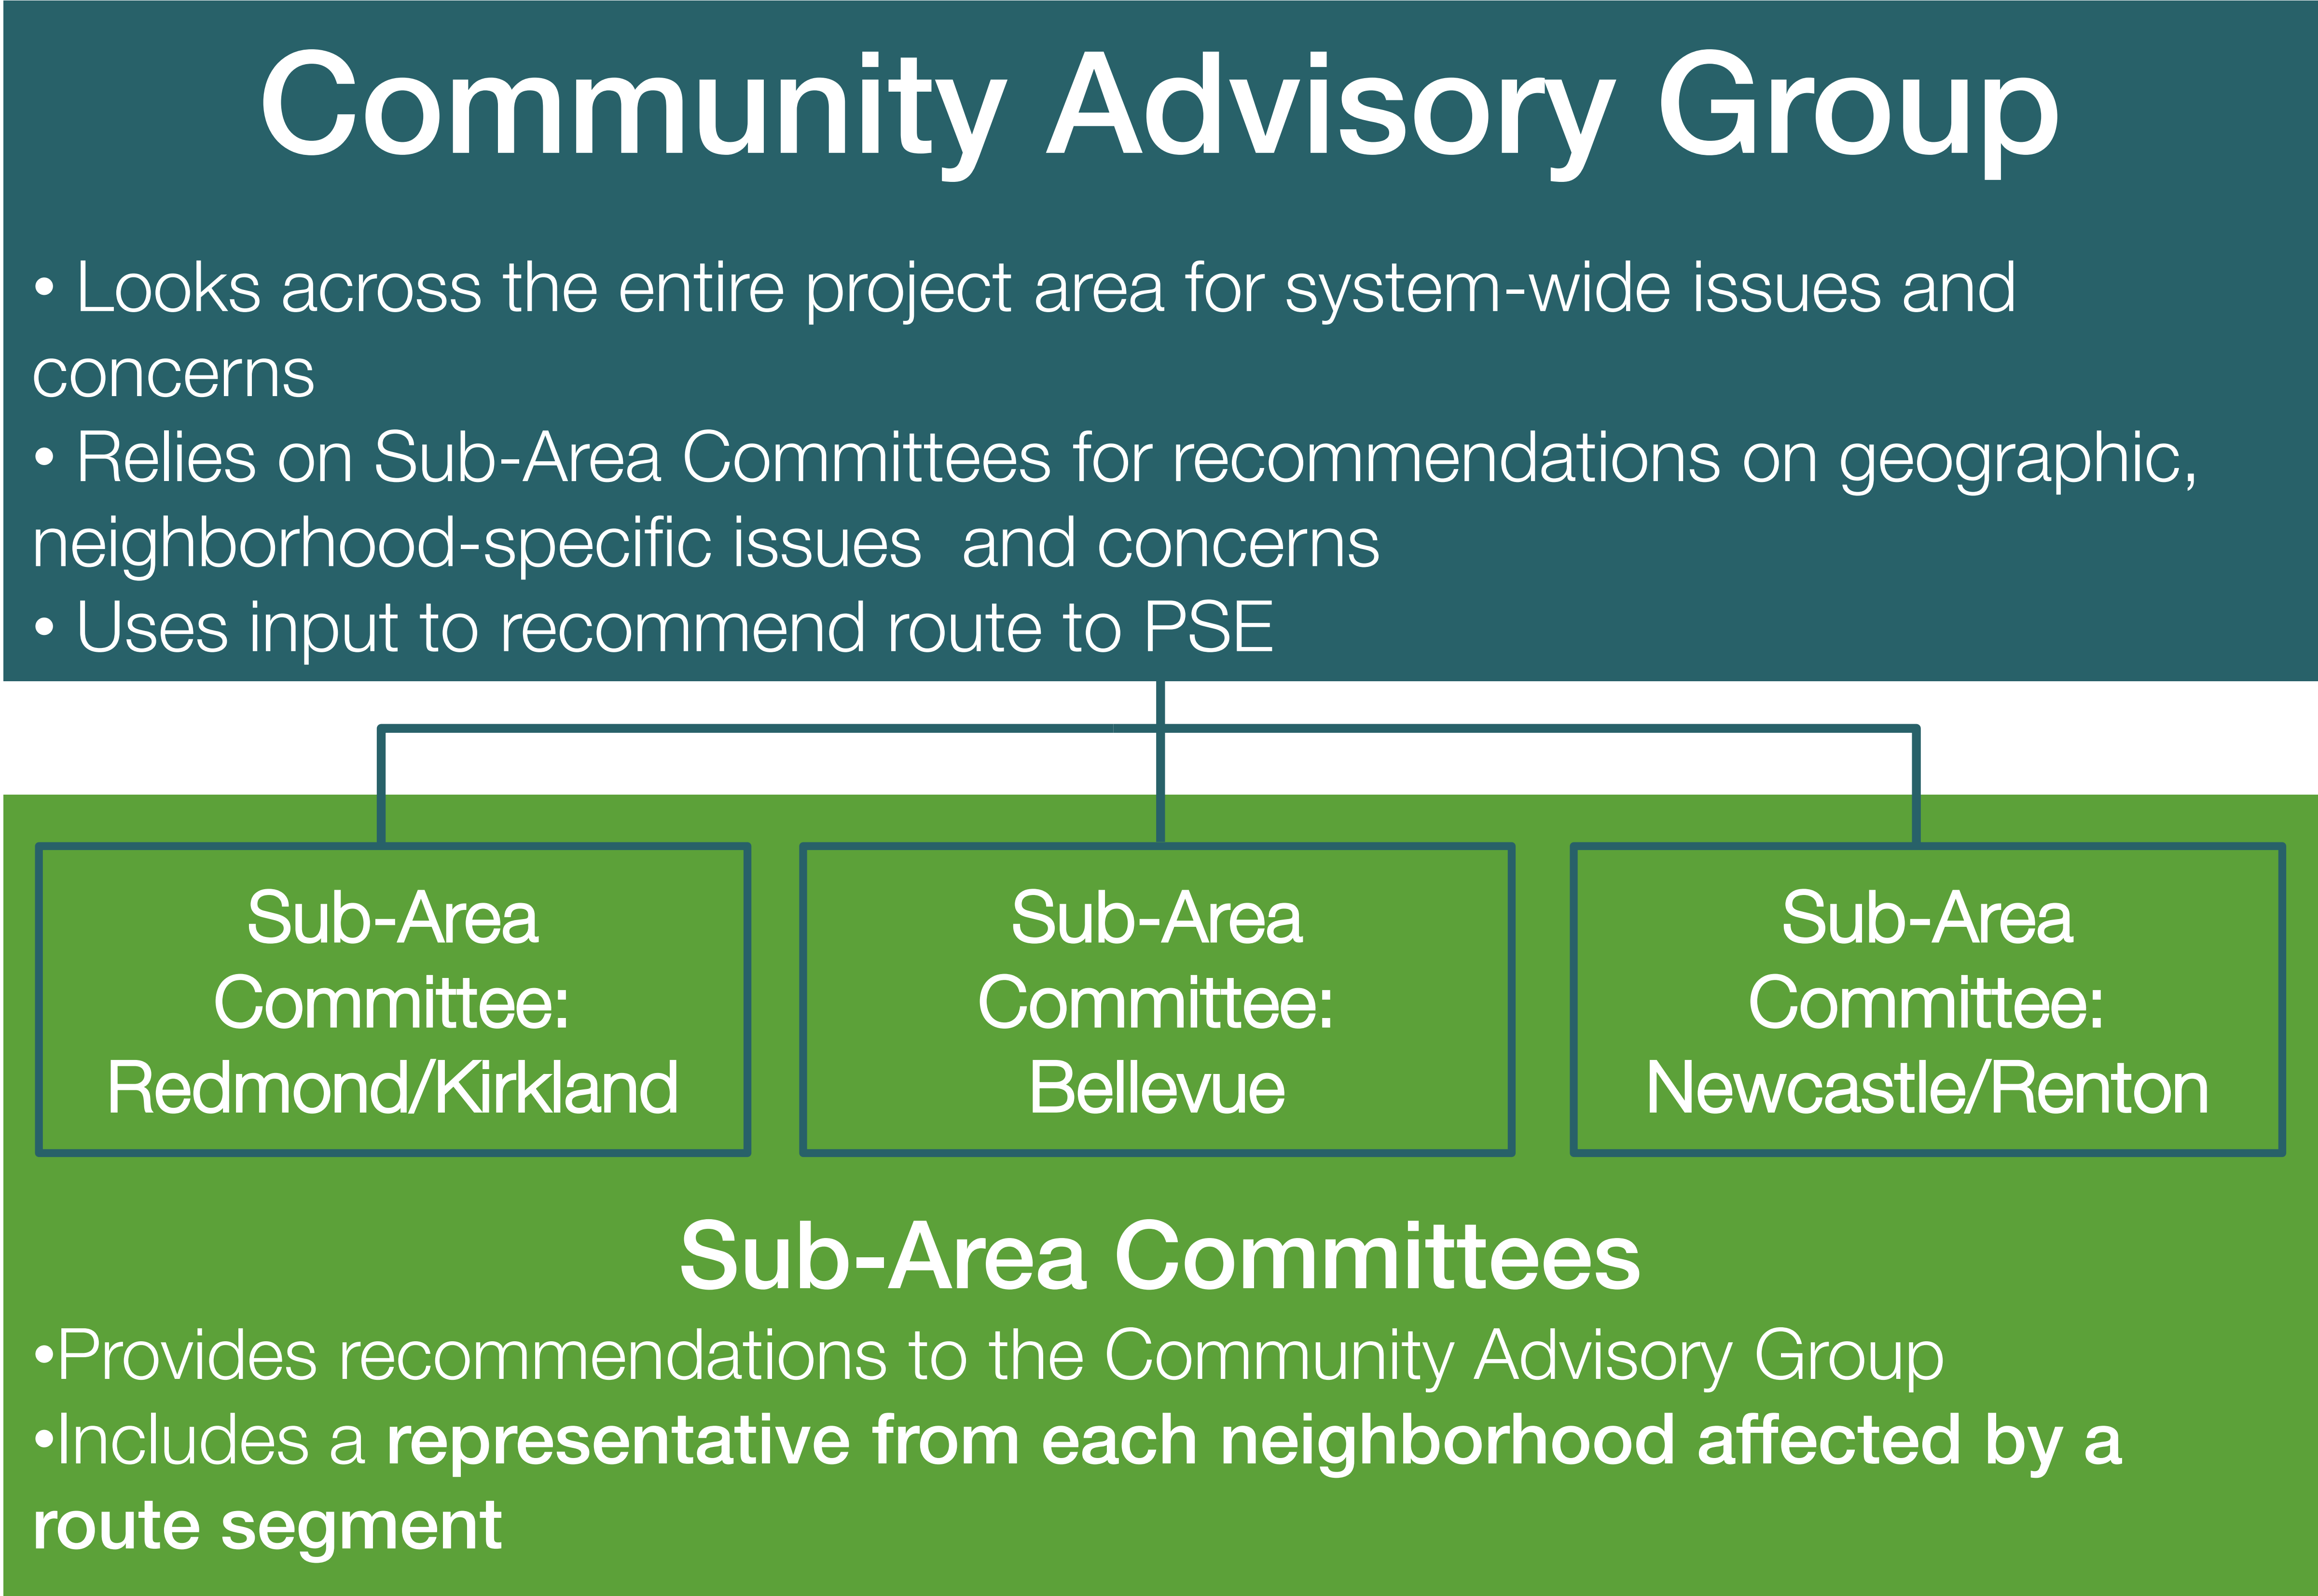 Community Advisory Group
• Looks across the entire project area for system-wide issues and
concerns
• Relies on Sub-Area Committees for recommendations on geographic,
neighborhood-specific issues  and concerns
• Uses input to recommend route to PSE
Sub-Area
Committee:
Redmond/Kirkland
Sub-Area
Committee:
Bellevue
Sub-Area
Committee:
Newcastle/Renton
Sub-Area Committees
•Provides recommendations to the Community Advisory Group
•Includes a representative from each neighborhood affected by a
route segment